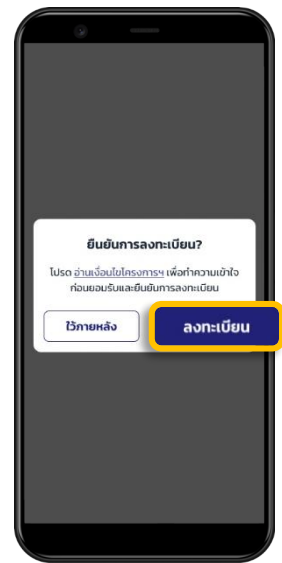 ยืนยันการลงทะเบียน?
โปรด อ่านเงื่อนไขโครงการฯ เพื่อทำความเข้าใจ
ก่อนยอมรับและยืนยันการลงทะเบียน
ไว้ภายหลัง
ลงทะเบียน